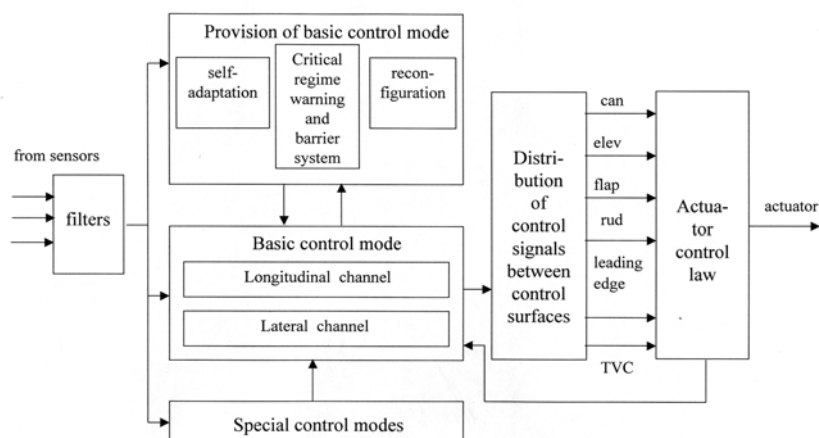 Provision of basic control mode
self-
adaptation
Critical
regime
warning
and
barrier
system
recon-
figuration
from sensors
filters
Basic control mode
Longitudinal channel
Lateral channel
Special control modes
Distri-
bution
of
control
signals
between
control
surfaces
can
elev
flap
rud
leading
edge
TVC
Actua-
tor
control
law
actuator